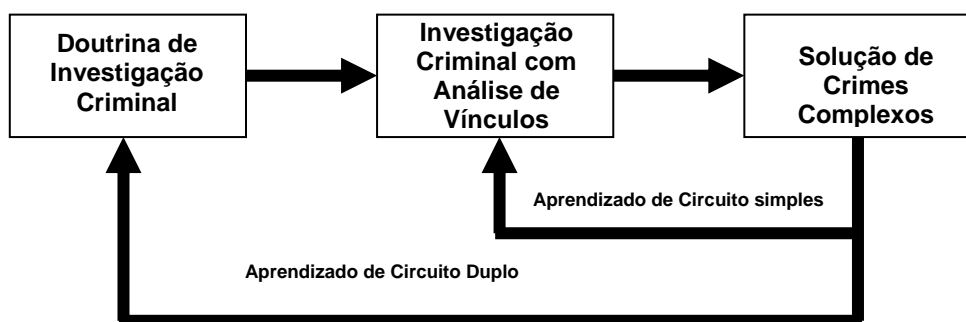 Doutrina de
Investigação
Criminal
Investigação
Criminal com
Análise de
Vínculos
Solução de
Crimes
Complexos
Aprendizado de Circuito simples
Aprendizado de Circuito Duplo